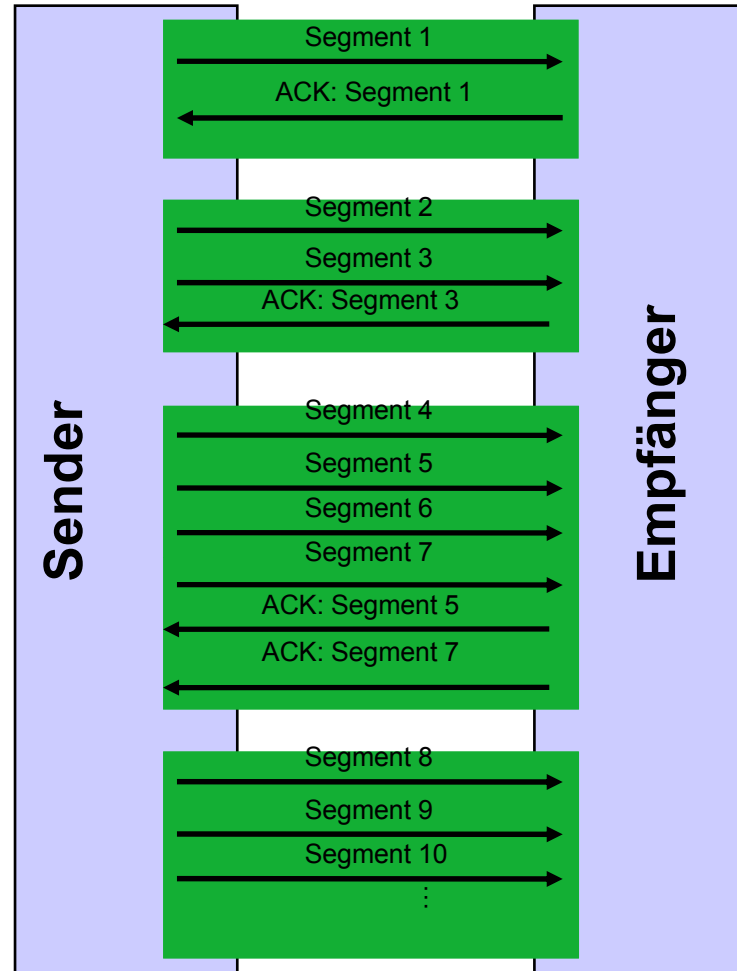 Segment 1
ACK: Segment 1
Segment 2
Segment 3
ACK: Segment 3
Sender
Empfänger
Segment 4
Segment 5
Segment 6
Segment 7
ACK: Segment 5
ACK: Segment 7
Segment 8
Segment 9
Segment 10
⋮